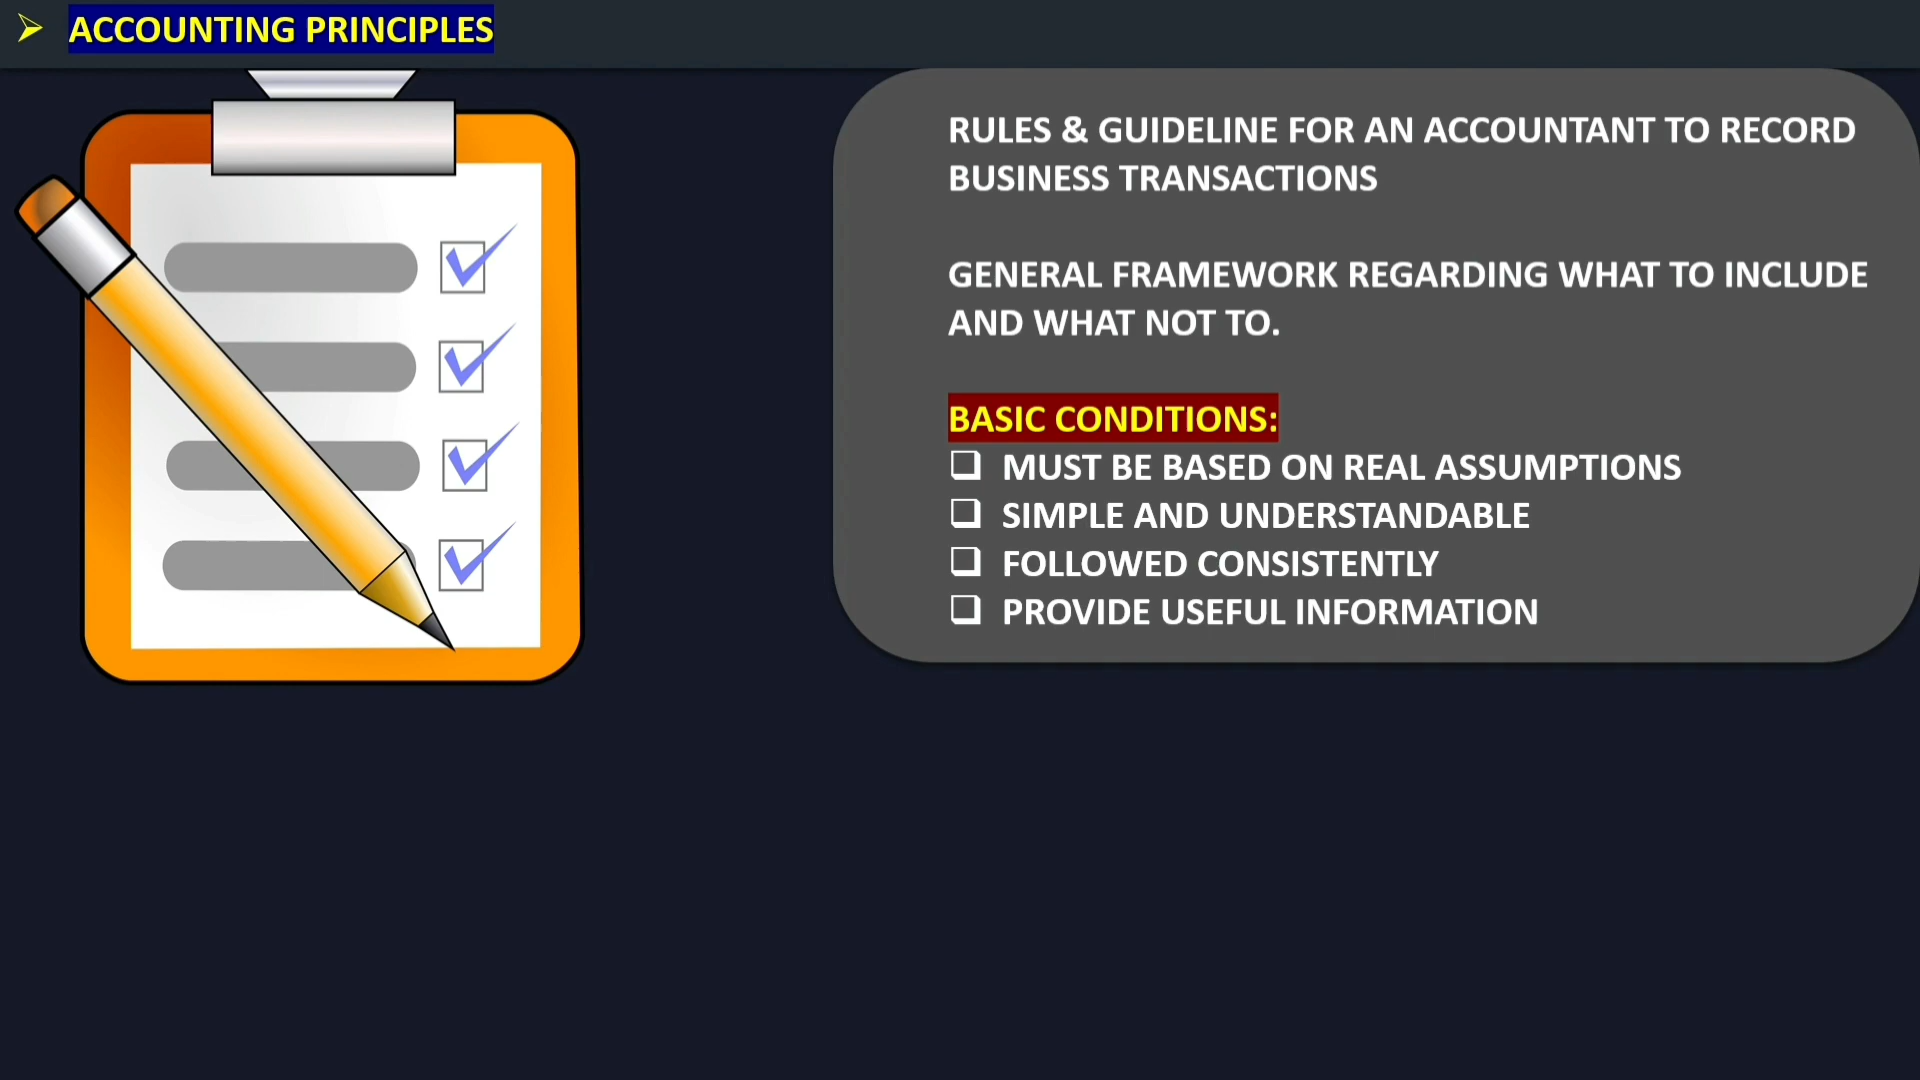 ACCOUNTING PRINCIPLES
RULES & GUIDELINE FOR AN ACCOUNTANT TO RECORD
BUSINESS TRANSACTIONS
GENERAL FRAMEWORK REGARDING WHAT TO INCLUDE
AND WHAT NOT TO.
BASIC CONDITIONS:
MUST BE BASED ON REAL ASSUMPTIONS
SIMPLE AND UNDERSTANDABLE
FOLLOWED CONSISTENTLY
PROVIDE USEFUL INFORMATION